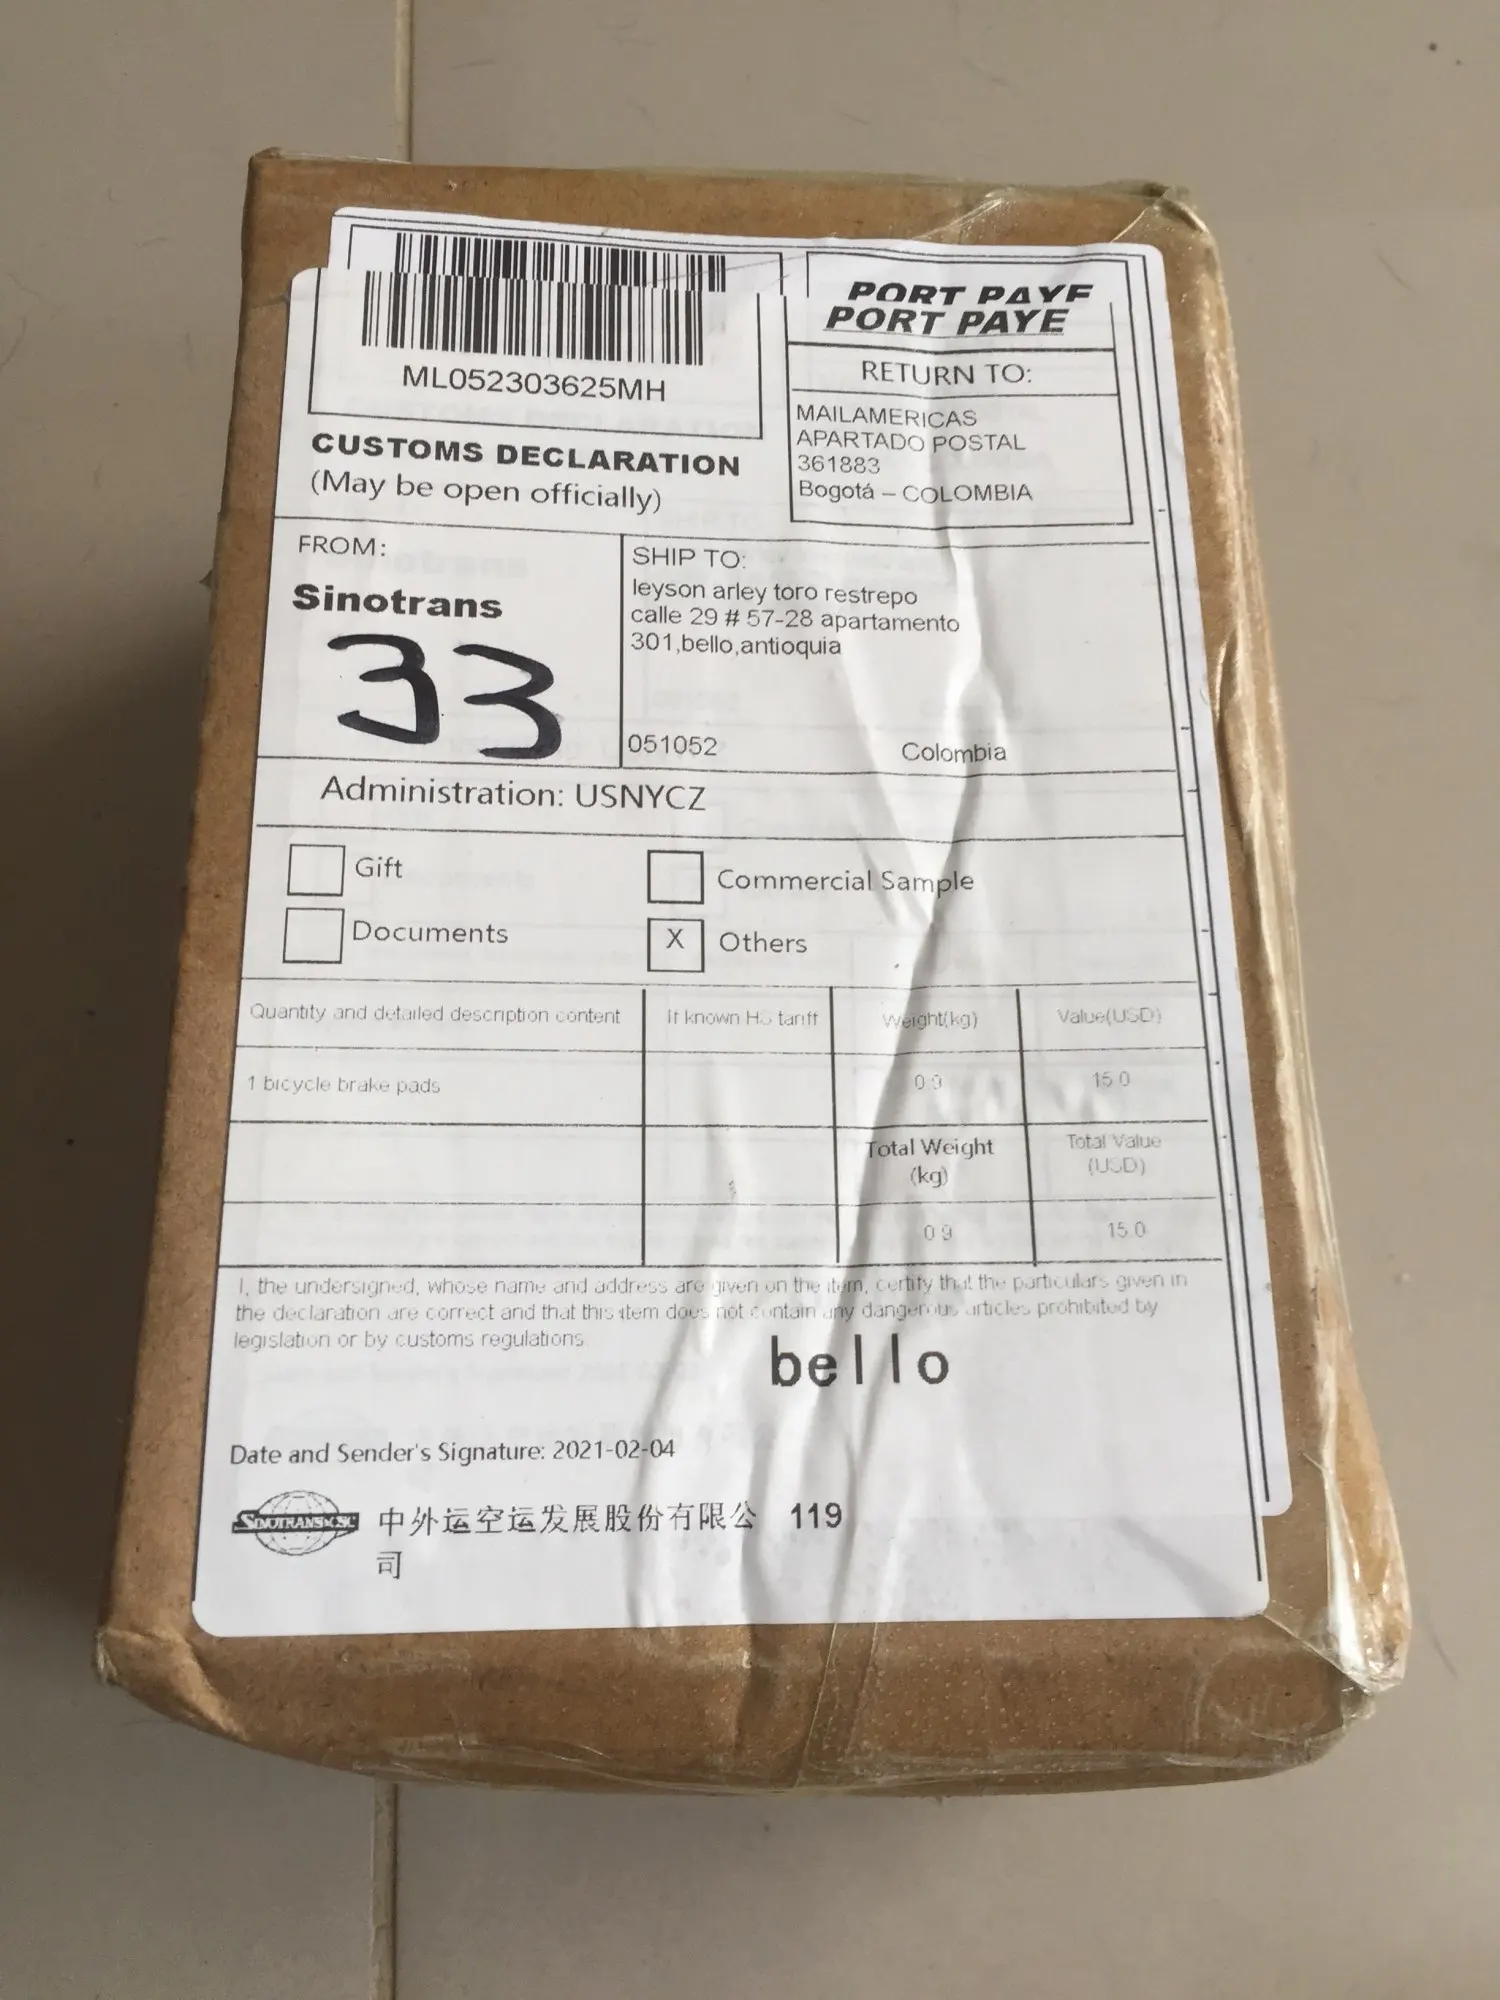 PORT PAYE
PORT PAYE
ML052303625MH
RETURN TO:
MAILAMERICAS
APARTADO POSTAL
361883
Bogotá – COLOMBIA
CUSTOMS DECLARATION
(May be open officially)
FROM:
Sinotrans
33
SHIP TO:
leyson arley toro restrepo
calle 29 # 57-28 apartamento
301,bello,antioquia
051052 Colombia
Administration: USNYCZ
Gift
Commercial Sample
Documents
X Others
Quantity and detailed description content If known HS tariff Weight(kg) Value(USD)
1 bicycle brake pads 0.9 15.0
Total Weight (kg) Total Value (USD)
0.9 15.0
I, the undersigned, whose name and address are given on the item, certify that the particulars given in
the declaration are correct and that this item does not contain any dangerous articles prohibited by
legislation or by customs regulations.
bello
Date and Sender's Signature: 2021-02-04
中外运空运发展股份有限公 119
司